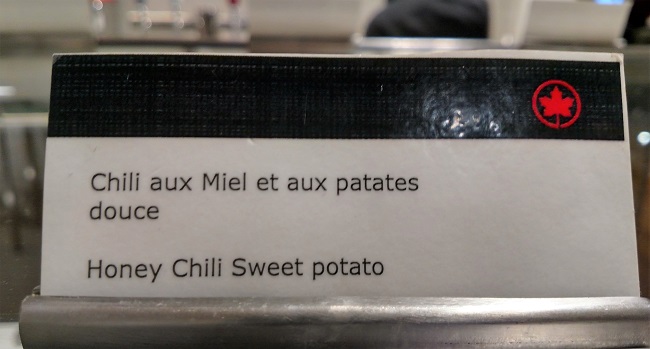 Chili aux Miel et aux patates
douce
Honey Chili Sweet potato